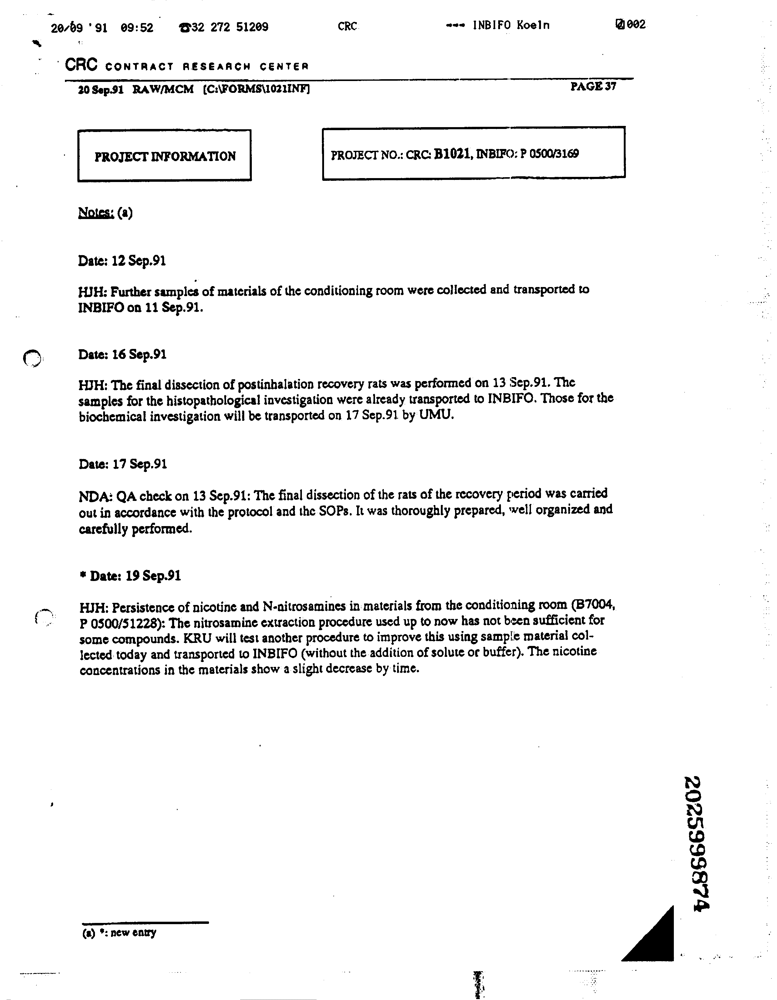 20/09 '91 09:52 ☎32 272 51209 CRC --- INBIFO Koeln 002
CRC CONTRACT RESEARCH CENTER
20 Sep.91 RAW/MCM [C:\FORMS\1021INF] PAGE 37
PROJECT INFORMATION
PROJECT NO.: CRC: B1021, INBIFO: P 0500/3169
Notes: (a)
Date: 12 Sep.91
HJH: Further samples of materials of the conditioning room were collected and transported to
INBIFO on 11 Sep.91.
Date: 16 Sep.91
HJH: The final dissection of postinhalation recovery rats was performed on 13 Sep.91. The
samples for the histopathological investigation were already transported to INBIFO. Those for the
biochemical investigation will be transported on 17 Sep.91 by UMU.
Date: 17 Sep.91
NDA: QA check on 13 Sep.91: The final dissection of the rats of the recovery period was carried
out in accordance with the protocol and the SOPs. It was thoroughly prepared, well organized and
carefully performed.
* Date: 19 Sep.91
HJH: Persistence of nicotine and N-nitrosamines in materials from the conditioning room (B7004,
P 0500/51228): The nitrosamine extraction procedure used up to now has not been sufficient for
some compounds. KRU will test another procedure to improve this using sample material col-
lected today and transported to INBIFO (without the addition of solute or buffer). The nicotine
concentrations in the materials show a slight decrease by time.
2025999874
(a) *: new entry